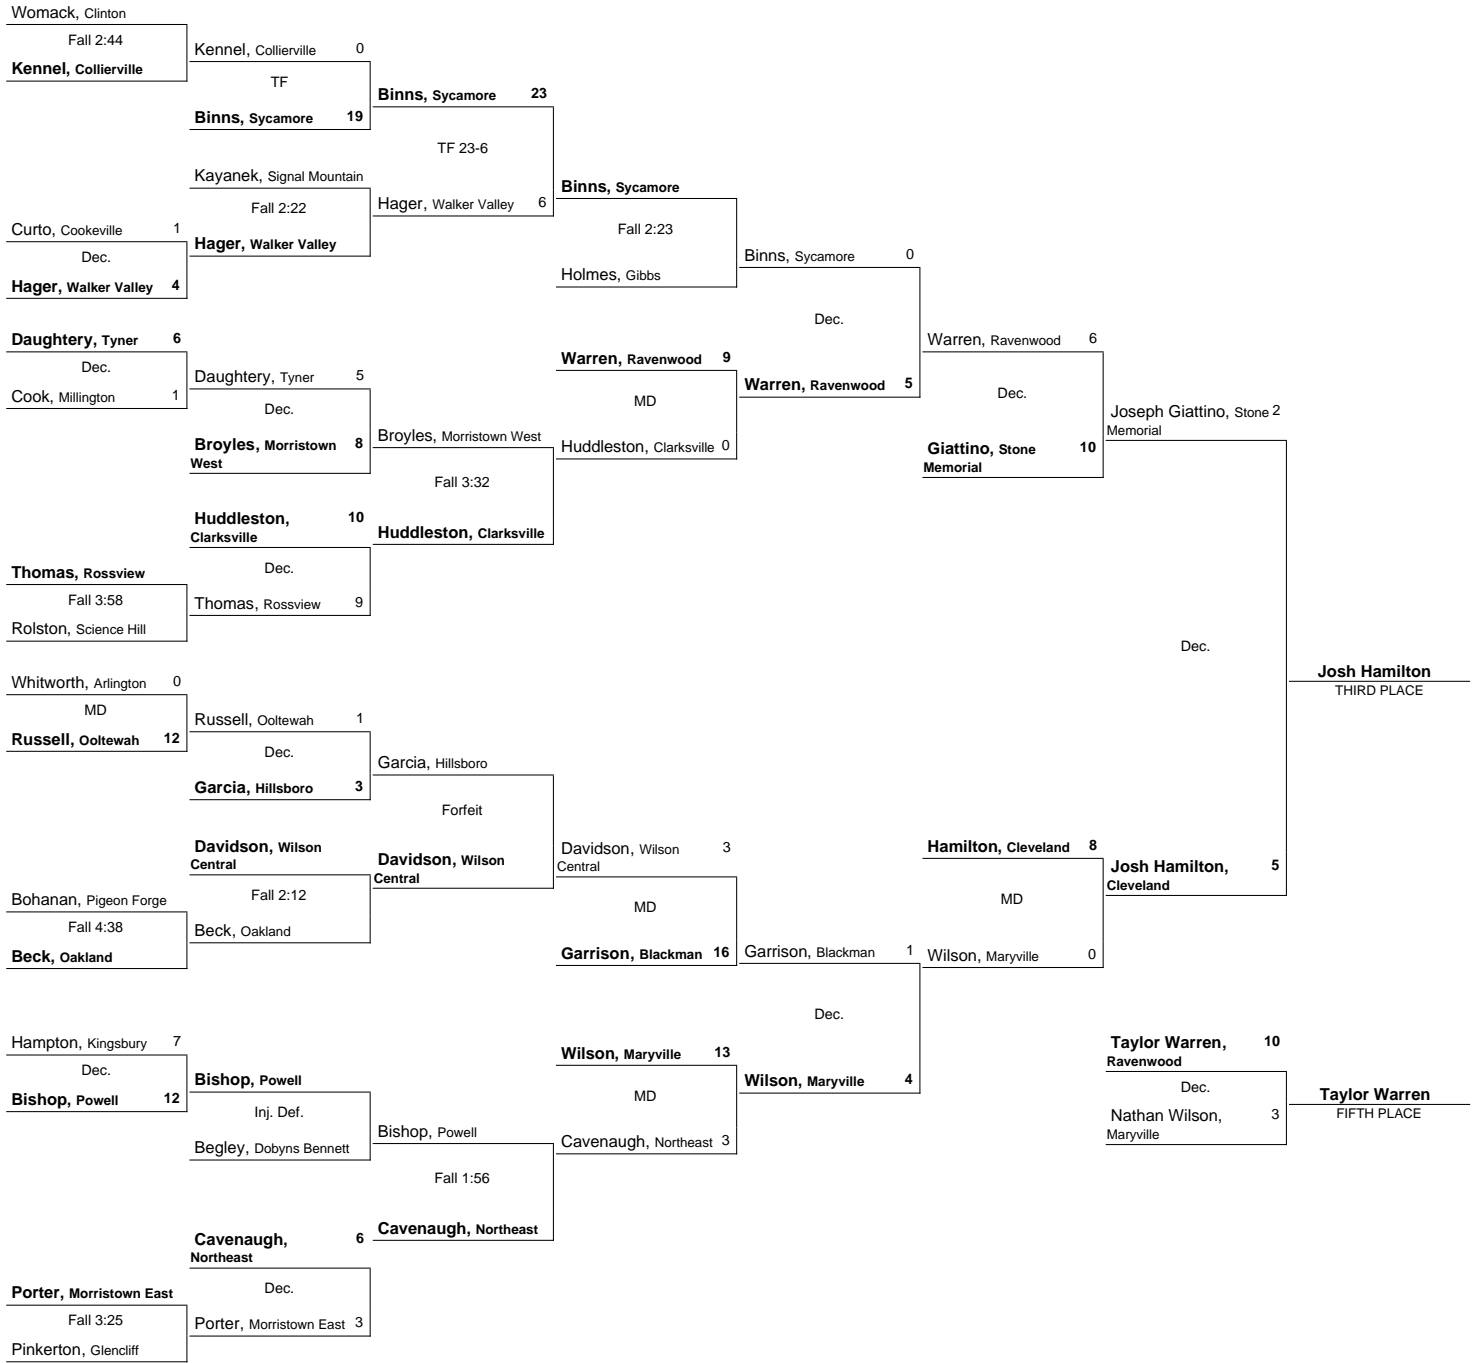 Womack, Clinton
Fall 2:44
Kennel, Collierville
Curto, Cookeville 1
Dec.
Hager, Walker Valley 4
Daughtery, Tyner 6
Dec.
Cook, Millington 1
Thomas, Rossview
Fall 3:58
Rolston, Science Hill
Whitworth, Arlington 0
MD
Russell, Ooltewah 12
Bohanan, Pigeon Forge
Fall 4:38
Beck, Oakland
Hampton, Kingsbury 7
Dec.
Bishop, Powell 12
Porter, Morristown East
Fall 3:25
Pinkerton, Glencliff
Kennel, Collierville 0
TF
Binns, Sycamore 19
Kayanek, Signal Mountain
Fall 2:22
Hager, Walker Valley
Daughtery, Tyner 5
Dec.
Broyles, Morristown 8
West
Huddleston, 10
Clarksville
Dec.
Thomas, Rossview 9
Russell, Ooltewah 1
Dec.
Garcia, Hillsboro 3
Davidson, Wilson
Central
Fall 2:12
Beck, Oakland
Bishop, Powell
Inj. Def.
Begley, Dobyns Bennett
Cavenaugh, 6
Northeast
Dec.
Porter, Morristown East 3
Binns, Sycamore 23
TF 23-6
Hager, Walker Valley 6
Broyles, Morristown West
Fall 3:32
Huddleston, Clarksville
Garcia, Hillsboro
Forfeit
Davidson, Wilson
Central
Bishop, Powell
Fall 1:56
Cavenaugh, Northeast
Binns, Sycamore
Fall 2:23
Holmes, Gibbs
Warren, Ravenwood 9
MD
Huddleston, Clarksville 0
Davidson, Wilson 3
Central
MD
Garrison, Blackman 16
Wilson, Maryville 13
MD
Cavenaugh, Northeast 3
Binns, Sycamore 0
Dec.
Warren, Ravenwood 5
Garrison, Blackman 1
Dec.
Wilson, Maryville 4
Warren, Ravenwood 6
Dec.
Giattino, Stone 10
Memorial
Hamilton, Cleveland 8
MD
Wilson, Maryville 0
Joseph Giattino, Stone 2
Memorial
Dec.
Josh Hamilton, 5
Cleveland
Taylor Warren, 10
Ravenwood
Dec.
Nathan Wilson, 3
Maryville
Josh Hamilton
THIRD PLACE
Taylor Warren
FIFTH PLACE